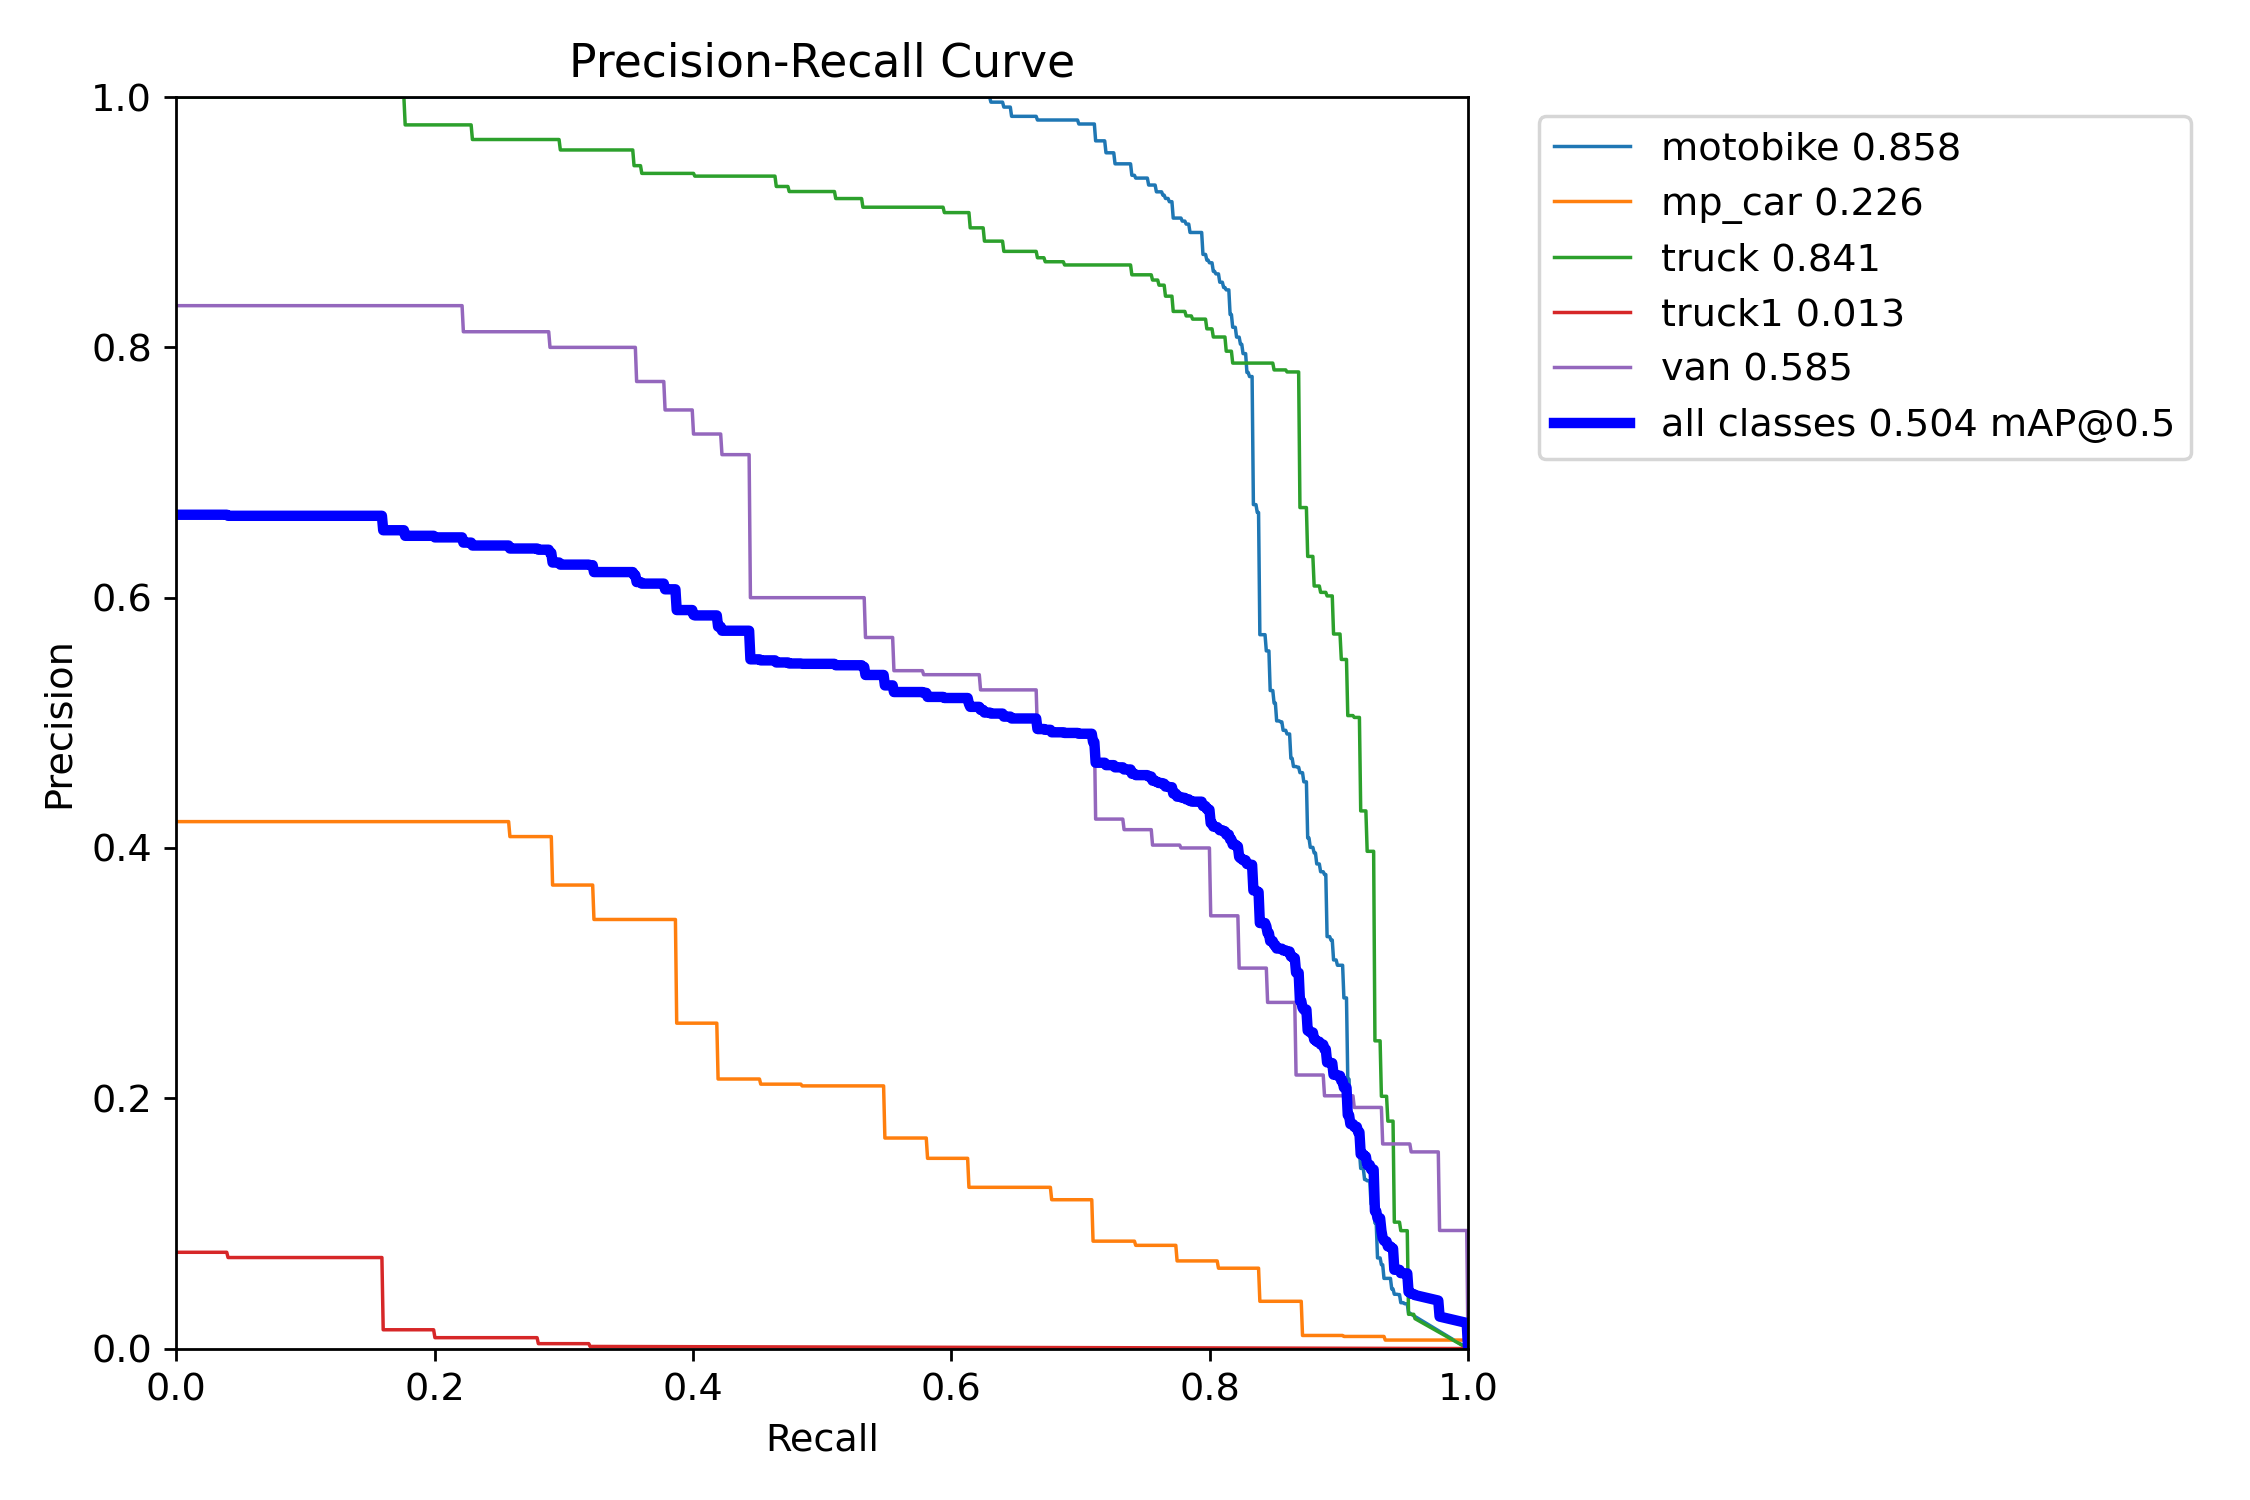 Precision-Recall Curve
1.0
0.8
0.6
0.4
0.2
0.0
Precision
0.0 0.2 0.4 0.6 0.8 1.0
Recall
motobike 0.858
mp_car 0.226
truck 0.841
truck1 0.013
van 0.585
all classes 0.504 mAP@0.5